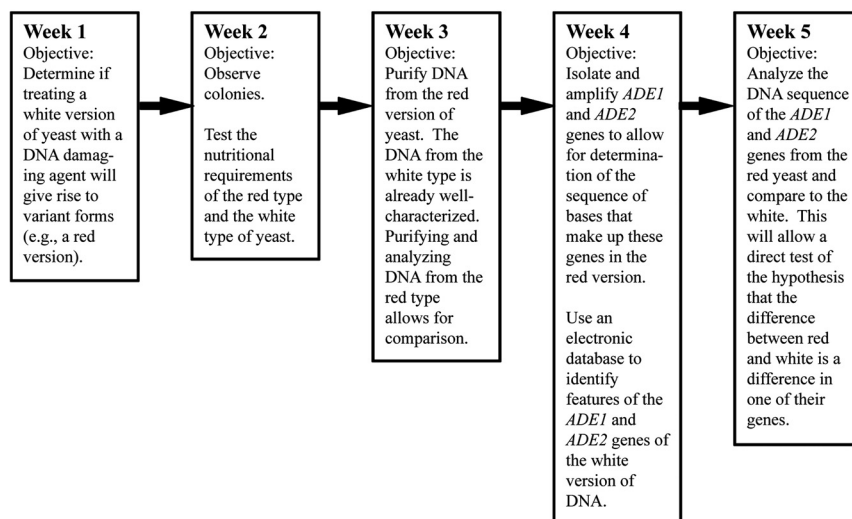 Week 1
Objective:
Determine if
treating a
white version
of yeast with a
DNA damag-
ing agent will
give rise to
variant forms
(e.g., a red
version).
Week 2
Objective:
Observe
colonies.
Test the
nutritional
requirements
of the red type
and the white
type of yeast.
Week 3
Objective:
Purify DNA
from the red
version of
yeast. The
DNA from the
white type is
already well-
characterized.
Purifying and
analyzing
DNA from the
red type
allows for
comparison.
Week 4
Objective:
Isolate and
amplify ADE1
and ADE2
genes to allow
for determina-
tion of the
sequence of
bases that
make up these
genes in the
red version.
Use an
electronic
database to
identify
features of the
ADE1 and
ADE2 genes of
the white
version of
DNA.
Week 5
Objective:
Analyze the
DNA sequence
of the ADE1
and ADE2
genes from the
red yeast and
compare to the
white. This
will allow a
direct test of
the hypothesis
that the
difference
between red
and white is a
difference in
one of their
genes.